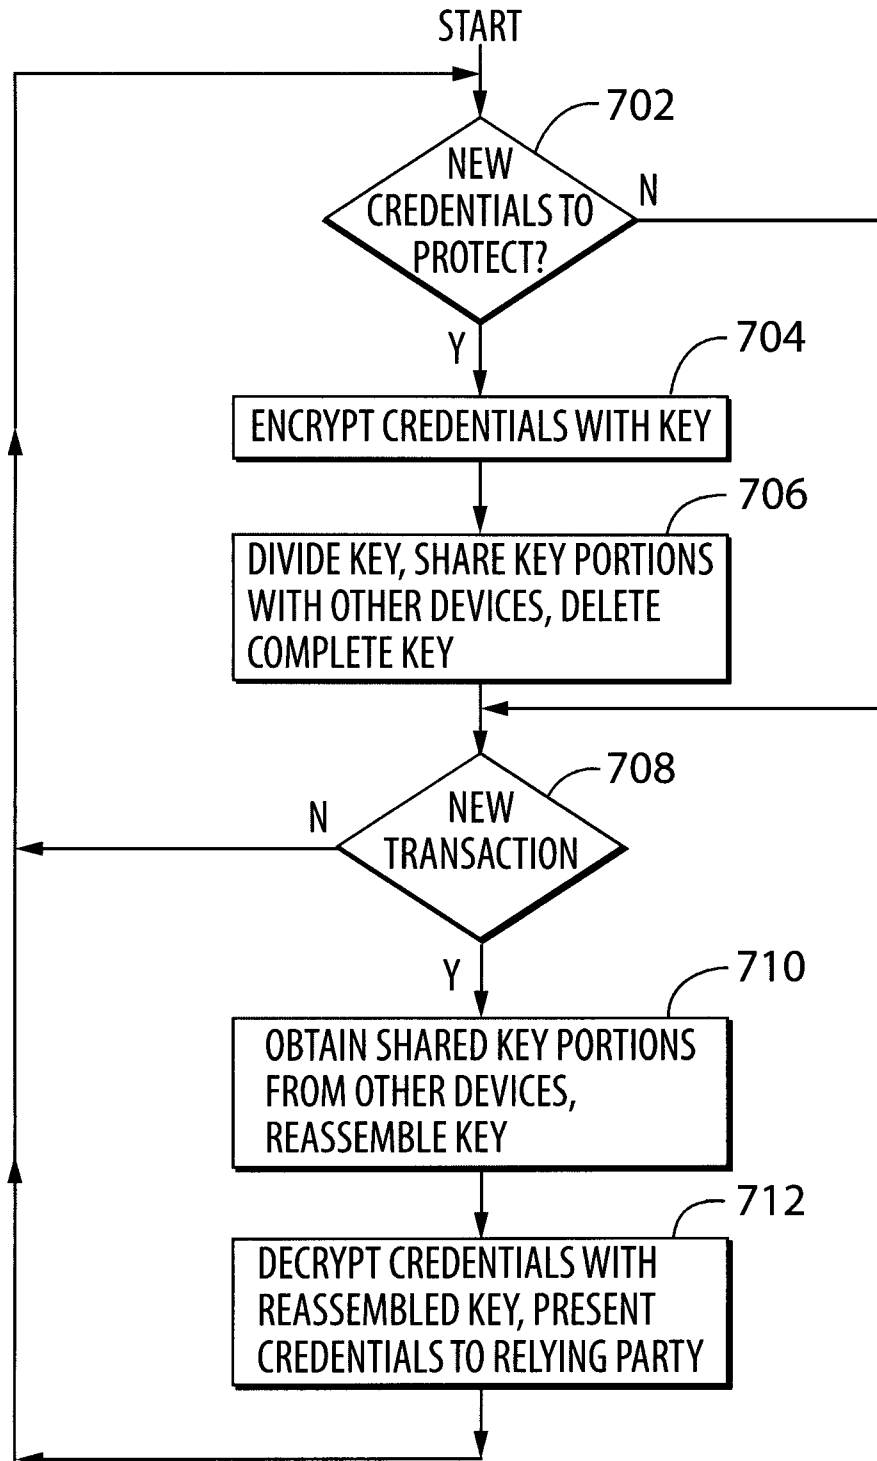 START
702
NEW
CREDENTIALS TO
PROTECT?
N
Y
704
ENCRYPT CREDENTIALS WITH KEY
706
DIVIDE KEY, SHARE KEY PORTIONS
WITH OTHER DEVICES, DELETE
COMPLETE KEY
708
NEW
TRANSACTION
N
Y
710
OBTAIN SHARED KEY PORTIONS
FROM OTHER DEVICES,
REASSEMBLE KEY
712
DECRYPT CREDENTIALS WITH
REASSEMBLED KEY, PRESENT
CREDENTIALS TO RELYING PARTY